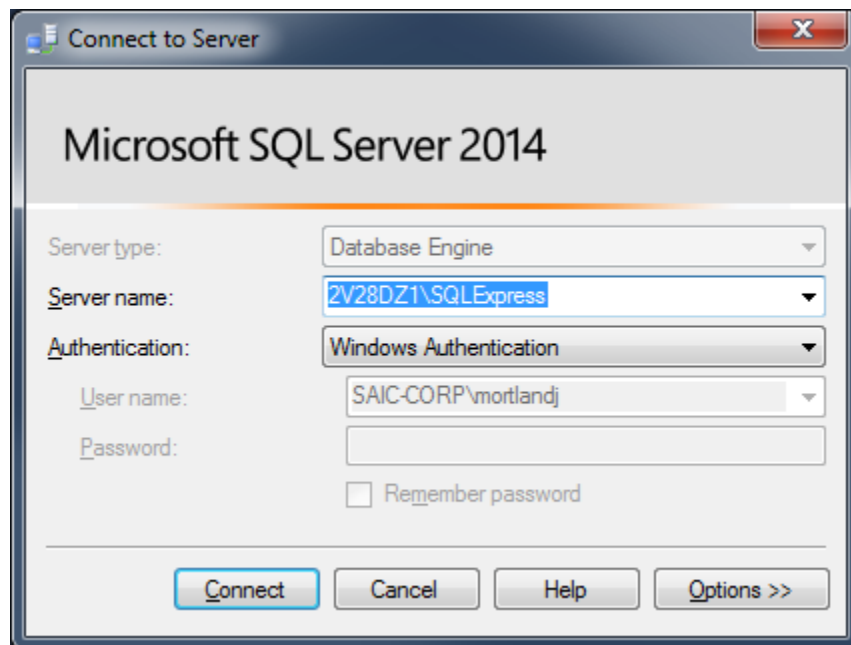 Connect to Server
Microsoft SQL Server 2014
Server type: Database Engine
Server name: 2V28DZ1\SQLExpress
Authentication: Windows Authentication
User name: SAIC-CORP\mortlandj
Password:
Remember password
Connect Cancel Help Options >>